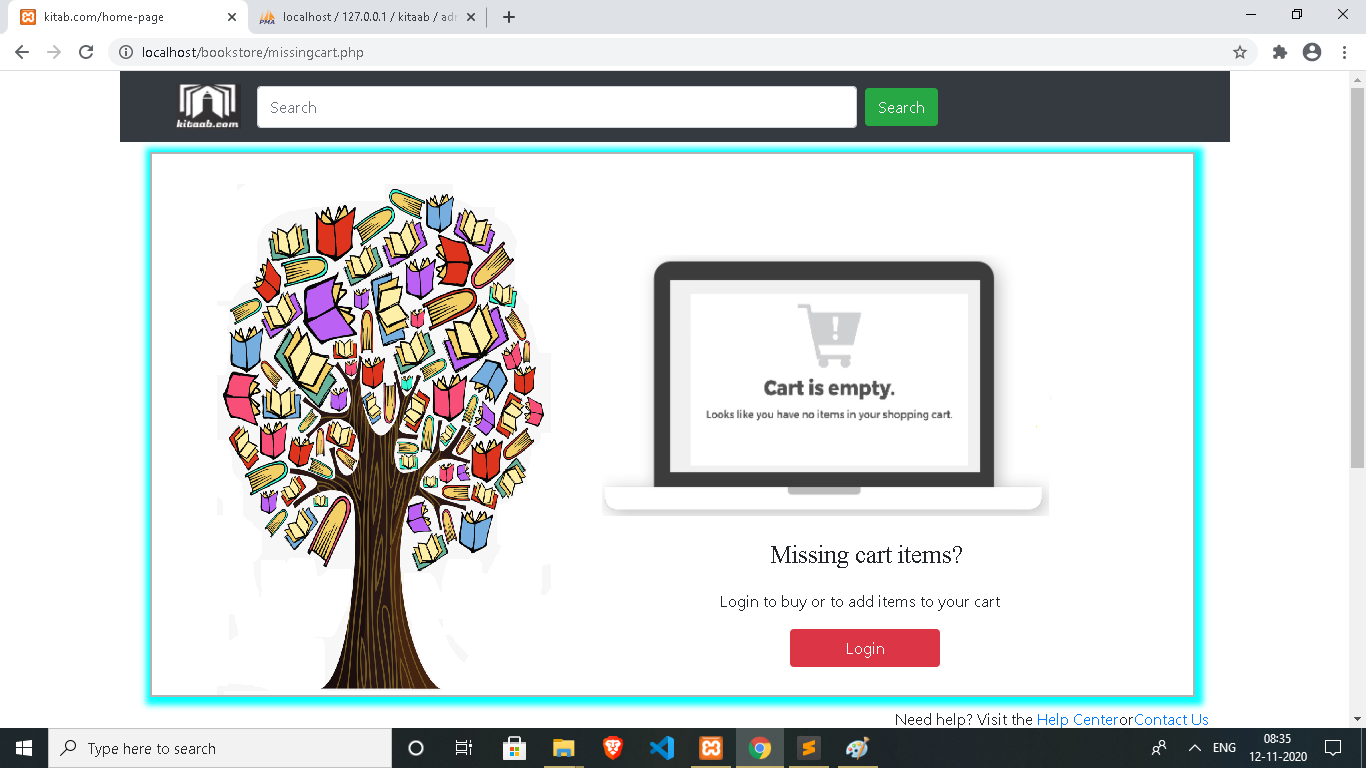 kitab.com/home-page
localhost / 127.0.0.1 / kitaab / adr
localhost/bookstore/missingcart.php
kitaab.com
Search
Search
Cart is empty.
Looks like you have no items in your shopping cart.
Missing cart items?
Login to buy or to add items to your cart
Login
Need help? Visit the Help CenterorContact Us
Type here to search
ENG
08:35
12-11-2020